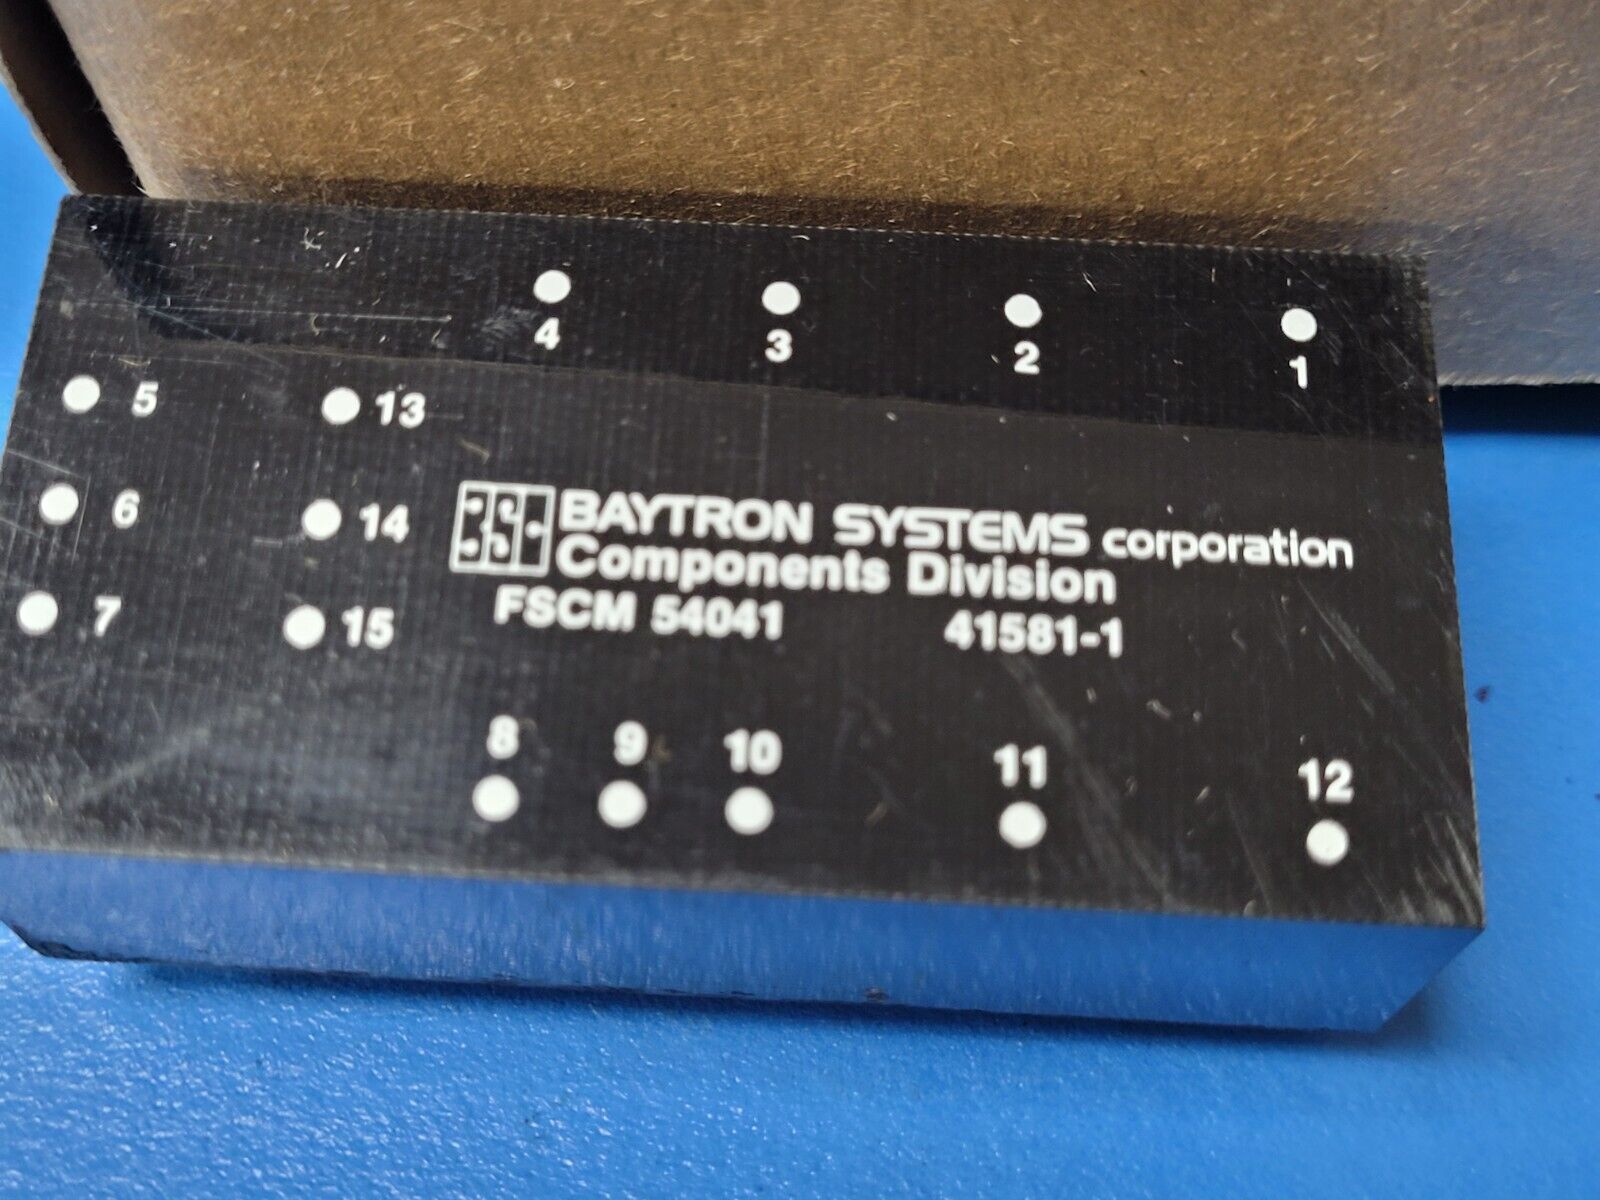 4 3 2 1
5 13
6 14
7 15
BAYTRON SYSTEMS corporation
Components Division
FSCM 54041 41581-1
8 9 10 11 12